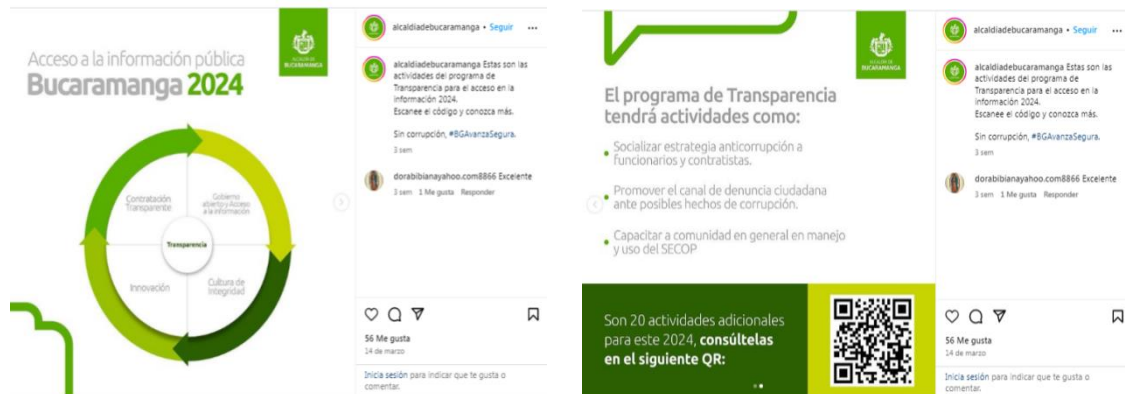 Acceso a la información pública
Bucaramanga 2024
ALCALDÍA DE
BUCARAMANGA
Contratación
Transparente
Gobierno
abierto y Acceso
a la información
Transparencia
Innovación
Cultura de
Integridad
alcaldiadebucaramanga • Seguir
alcaldiadebucaramanga Estas son las
actividades del programa de
Transparencia para el acceso en la
información 2024.
Escanee el código y conozca más.
Sin corrupción, #BGAvanzaSegura.
3 sem
dorabibianayahoo.com8866 Excelente
3 sem 1 Me gusta Responder
56 Me gusta
14 de marzo
Inicia sesión para indicar que te gusta o
comentar.
ALCALDÍA DE
BUCARAMANGA
El programa de Transparencia
tendrá actividades como:
• Socializar estrategia anticorrupción a
funcionarios y contratistas.
• Promover el canal de denuncia ciudadana
ante posibles hechos de corrupción.
• Capacitar a comunidad en general en manejo
y uso del SECOP
Son 20 actividades adicionales
para este 2024, consúltelas
en el siguiente QR:
alcaldiadebucaramanga • Seguir
alcaldiadebucaramanga Estas son las
actividades del programa de
Transparencia para el acceso en la
información 2024.
Escanee el código y conozca más.
Sin corrupción, #BGAvanzaSegura.
3 sem
dorabibianayahoo.com8866 Excelente
3 sem 1 Me gusta Responder
56 Me gusta
14 de marzo
Inicia sesión para indicar que te gusta o
comentar.